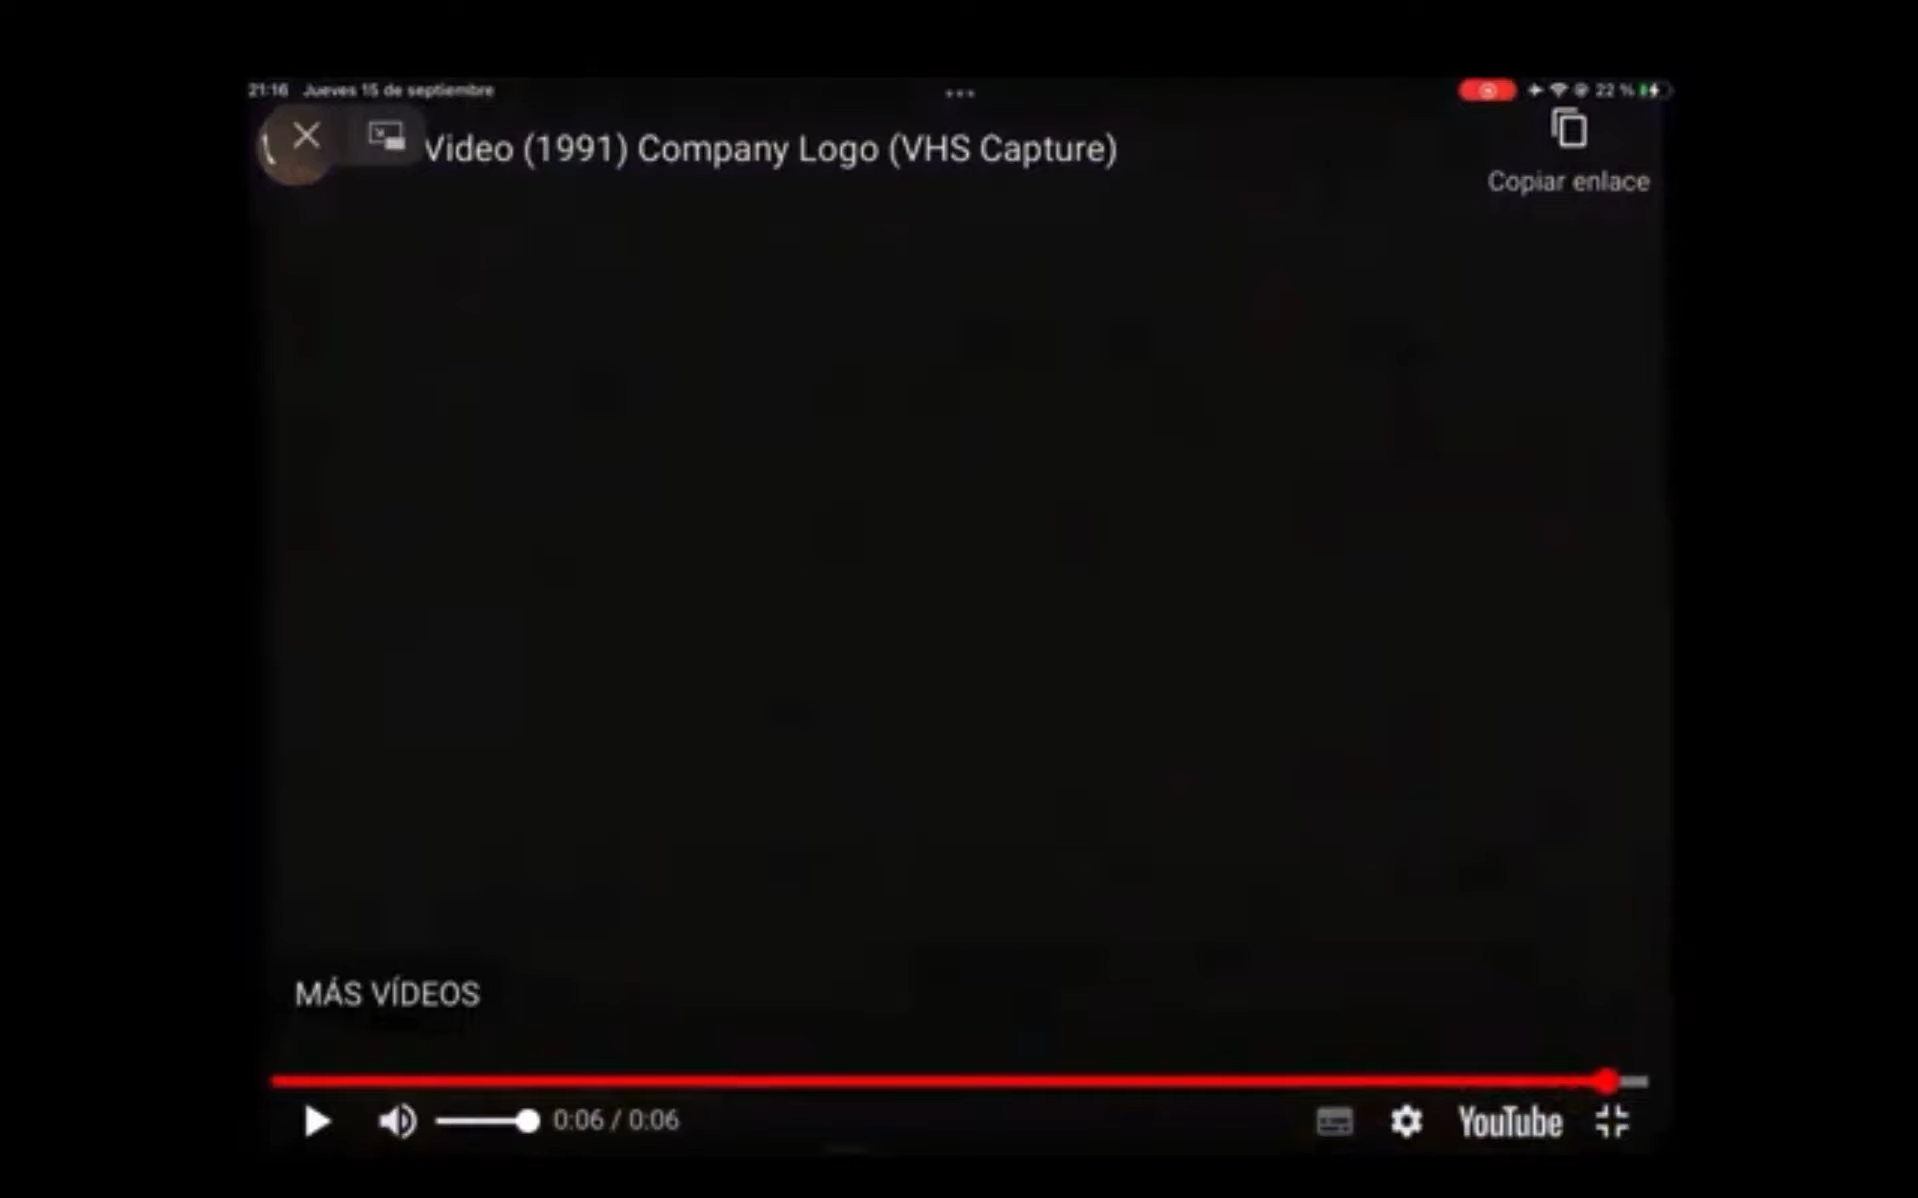 21:16 Jueves 15 de septiembre
22 %
Video (1991) Company Logo (VHS Capture)
Copiar enlace
MÁS VÍDEOS
0:06 / 0:06
YouTube